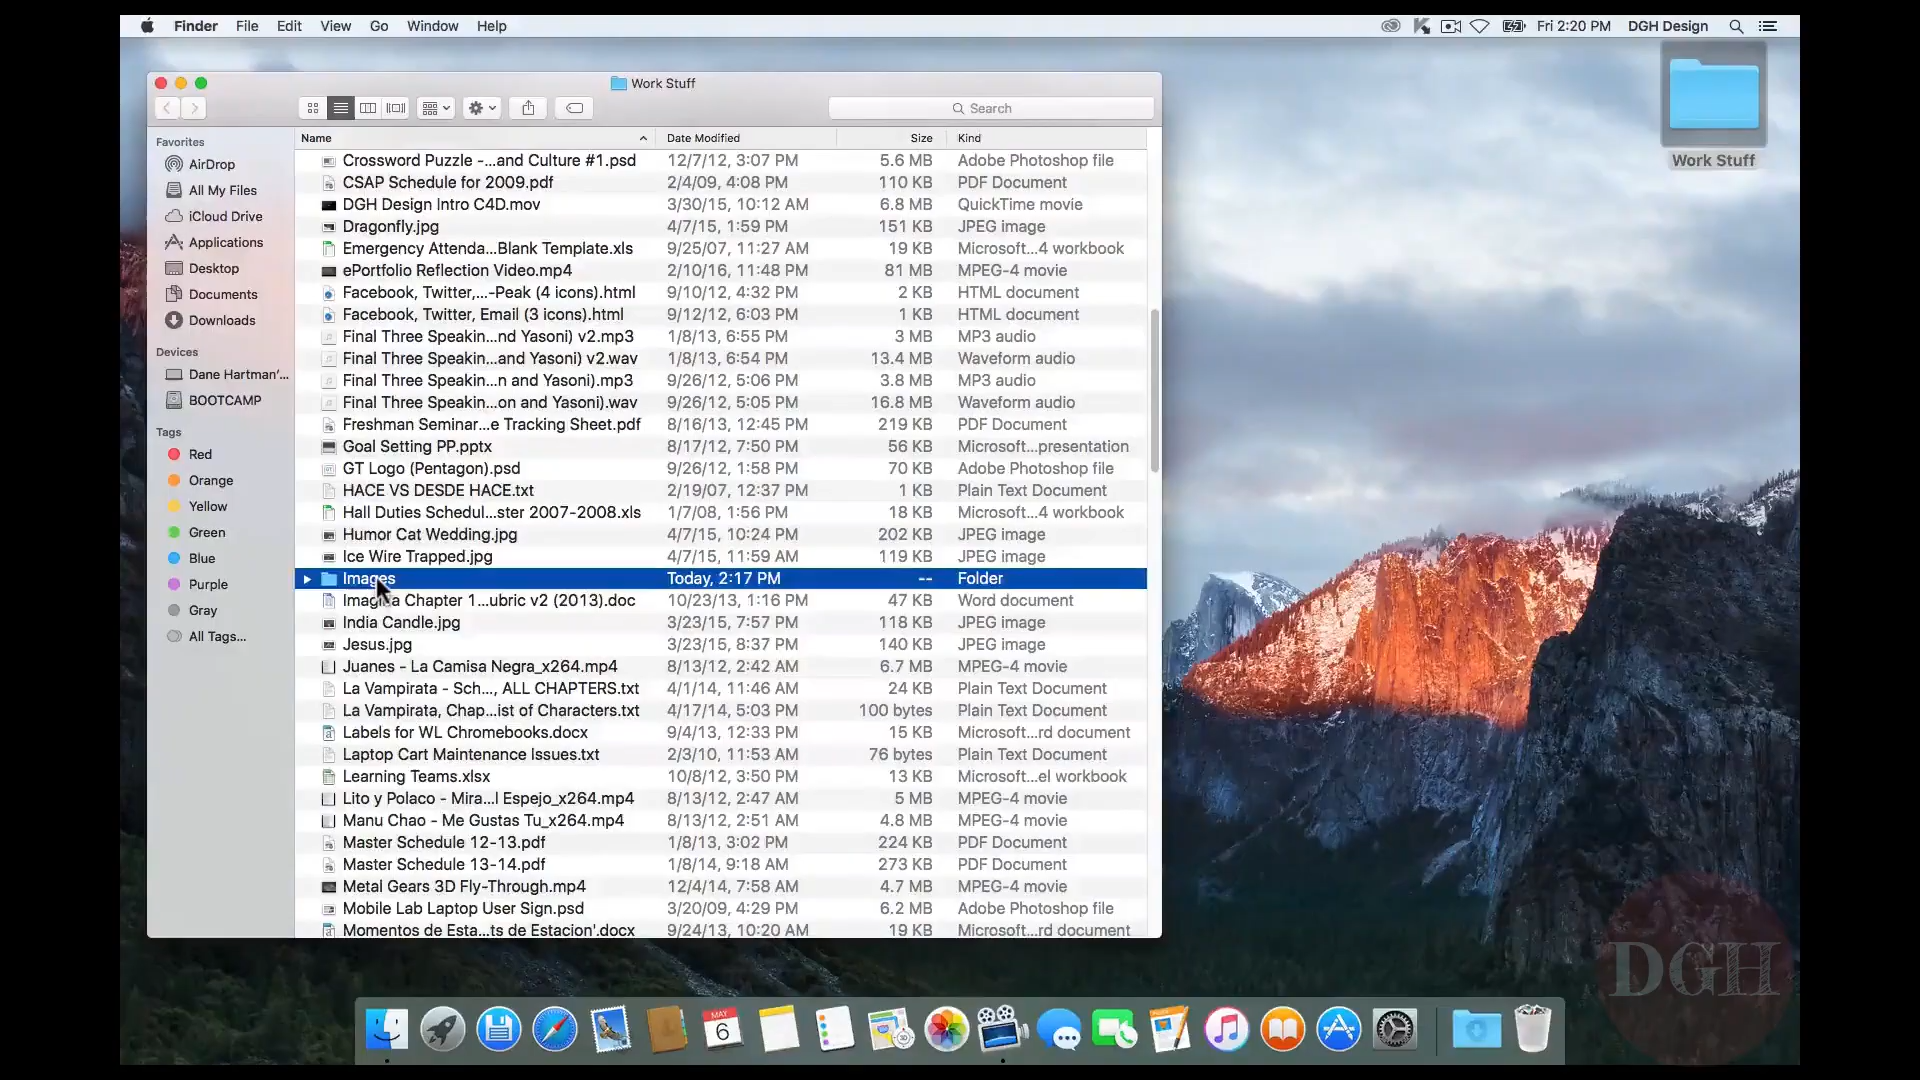 Finder File Edit View Go Window Help Fri 2:20 PM DGH Design
Work Stuff
Search
Work Stuff
Name Date Modified Size Kind
Favorites
AirDrop
All My Files
iCloud Drive
Applications
Desktop
Documents
Downloads
Devices
Dane Hartman'...
BOOTCAMP
Tags
Red
Orange
Yellow
Green
Blue
Purple
Gray
All Tags...
Crossword Puzzle -...and Culture #1.psd 12/7/12, 3:07 PM 5.6 MB Adobe Photoshop file
CSAP Schedule for 2009.pdf 2/4/09, 4:08 PM 110 KB PDF Document
DGH Design Intro C4D.mov 3/30/15, 10:12 AM 6.8 MB QuickTime movie
Dragonfly.jpg 4/7/15, 1:59 PM 151 KB JPEG image
Emergency Attenda...Blank Template.xls 9/25/07, 11:27 AM 19 KB Microsoft...4 workbook
ePortfolio Reflection Video.mp4 2/10/16, 11:48 PM 81 MB MPEG-4 movie
Facebook, Twitter,...-Peak (4 icons).html 9/10/12, 4:32 PM 2 KB HTML document
Facebook, Twitter, Email (3 icons).html 9/12/12, 6:03 PM 1 KB HTML document
Final Three Speakin...nd Yasoni) v2.mp3 1/8/13, 6:55 PM 3 MB MP3 audio
Final Three Speakin...and Yasoni) v2.wav 1/8/13, 6:54 PM 13.4 MB Waveform audio
Final Three Speakin...n and Yasoni).mp3 9/26/12, 5:06 PM 3.8 MB MP3 audio
Final Three Speakin...on and Yasoni).wav 9/26/12, 5:05 PM 16.8 MB Waveform audio
Freshman Seminar...e Tracking Sheet.pdf 8/16/13, 12:45 PM 219 KB PDF Document
Goal Setting PP.pptx 8/17/12, 7:50 PM 56 KB Microsoft...presentation
GT Logo (Pentagon).psd 9/26/12, 1:58 PM 70 KB Adobe Photoshop file
HACE VS DESDE HACE.txt 2/19/07, 12:37 PM 1 KB Plain Text Document
Hall Duties Schedul...ster 2007-2008.xls 1/7/08, 1:56 PM 18 KB Microsoft...4 workbook
Humor Cat Wedding.jpg 4/7/15, 10:24 PM 202 KB JPEG image
Ice Wire Trapped.jpg 4/7/15, 11:59 AM 119 KB JPEG image
Images Today, 2:17 PM -- Folder
Imagina Chapter 1...ubric v2 (2013).doc 10/23/13, 1:16 PM 47 KB Word document
India Candle.jpg 3/23/15, 7:57 PM 118 KB JPEG image
Jesus.jpg 3/23/15, 8:37 PM 140 KB JPEG image
Juanes - La Camisa Negra_x264.mp4 8/13/12, 2:42 AM 6.7 MB MPEG-4 movie
La Vampirata - Sch..., ALL CHAPTERS.txt 4/1/14, 11:46 AM 24 KB Plain Text Document
La Vampirata, Chap...ist of Characters.txt 4/17/14, 5:03 PM 100 bytes Plain Text Document
Labels for WL Chromebooks.docx 9/4/13, 12:33 PM 15 KB Microsoft...rd document
Laptop Cart Maintenance Issues.txt 2/3/10, 11:53 AM 76 bytes Plain Text Document
Learning Teams.xlsx 10/8/12, 3:50 PM 13 KB Microsoft...el workbook
Lito y Polaco - Mira...l Espejo_x264.mp4 8/13/12, 2:47 AM 5 MB MPEG-4 movie
Manu Chao - Me Gustas Tu_x264.mp4 8/13/12, 2:51 AM 4.8 MB MPEG-4 movie
Master Schedule 12-13.pdf 1/8/13, 3:02 PM 224 KB PDF Document
Master Schedule 13-14.pdf 1/8/14, 9:18 AM 273 KB PDF Document
Metal Gears 3D Fly-Through.mp4 12/4/14, 7:58 AM 4.7 MB MPEG-4 movie
Mobile Lab Laptop User Sign.psd 3/20/09, 4:29 PM 6.2 MB Adobe Photoshop file
Momentos de Esta...ts de Estacion'.docx 9/24/13, 10:20 AM 19 KB Microsoft...rd document
DGH
MAY
6
3D